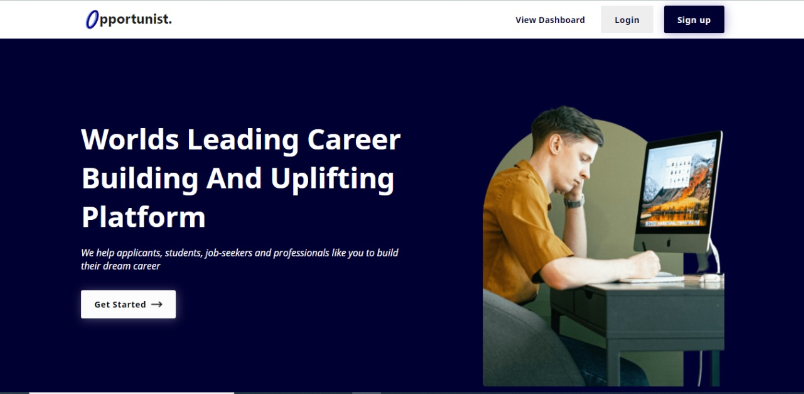 Opportunist.
View Dashboard
Login
Sign up
Worlds Leading Career
Building And Uplifting
Platform
We help applicants, students, job-seekers and professionals like you to build
their dream career
Get Started →